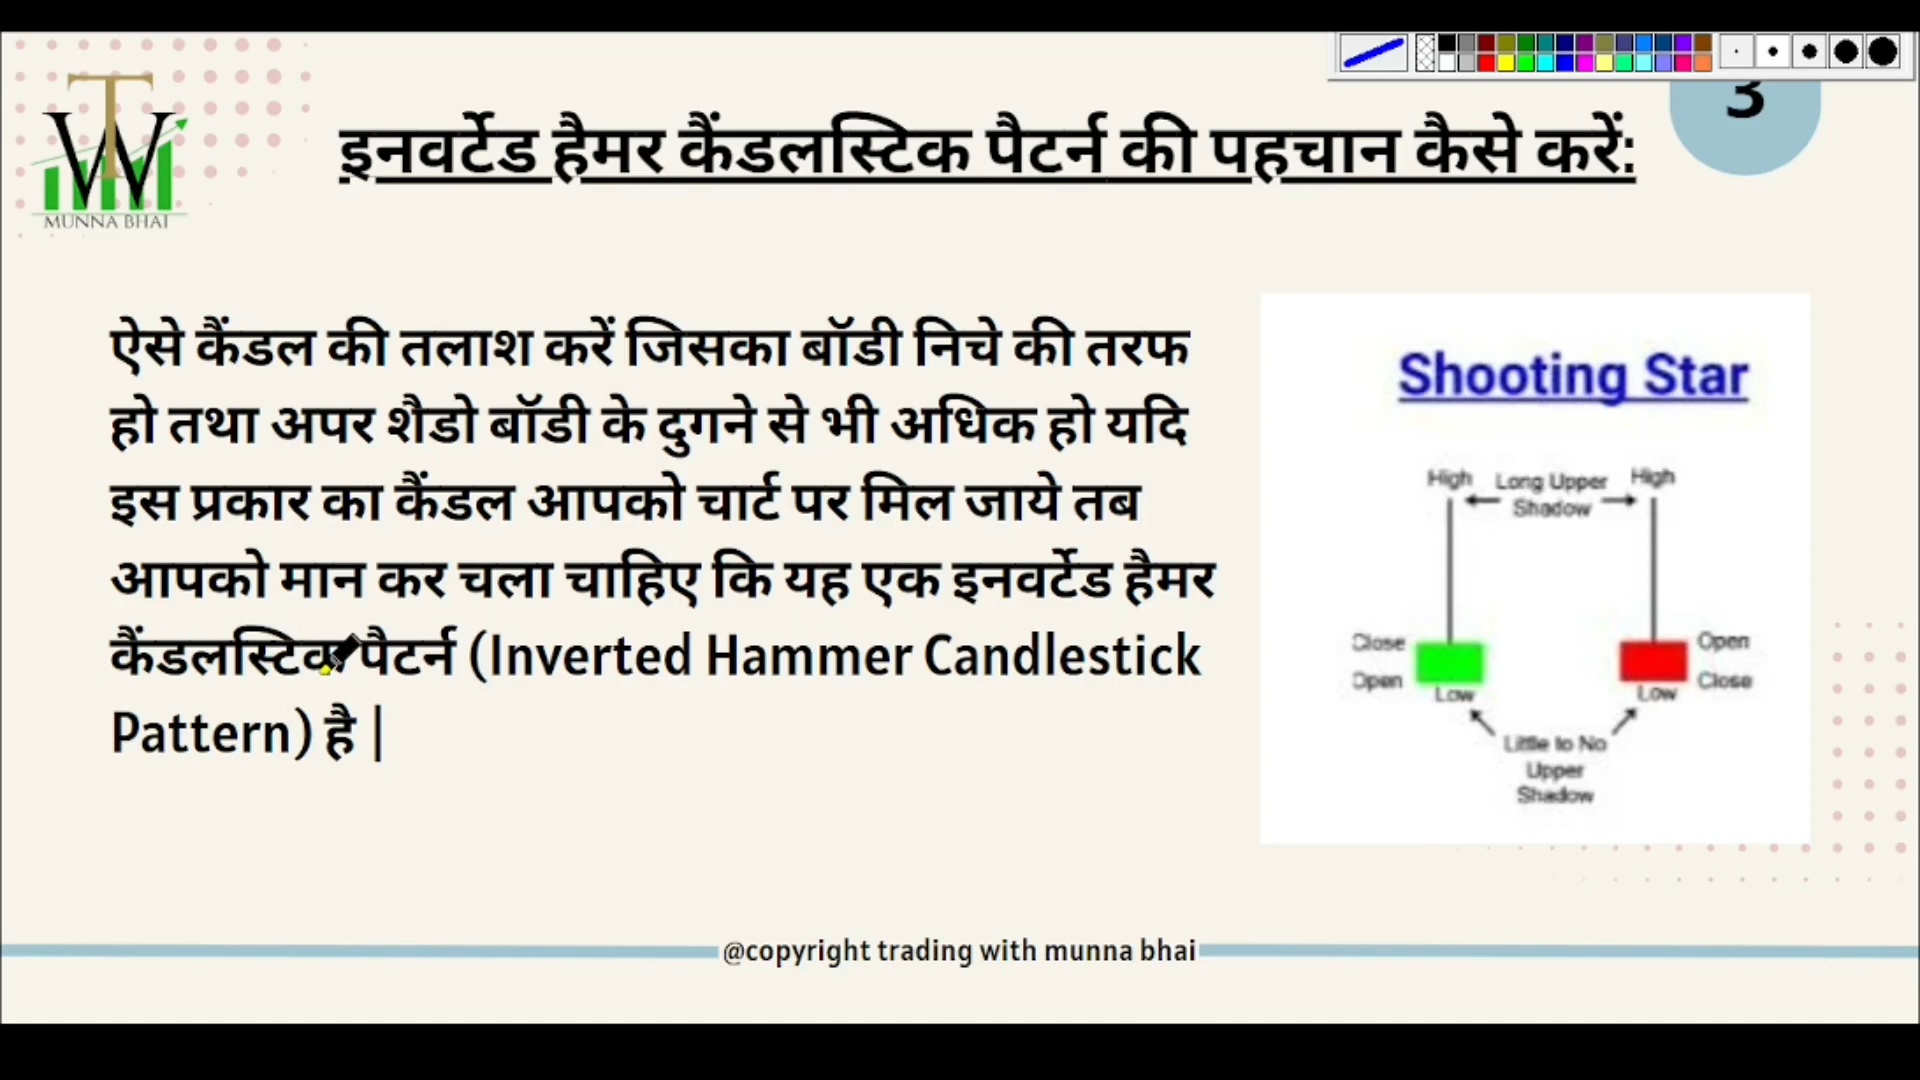 TW
MUNNA BHAI
3
इनवर्टेड हैमर कैंडलस्टिक पैटर्न की पहचान कैसे करें:
ऐसे कैंडल की तलाश करें जिसका बॉडी निचे की तरफ
हो तथा अपर शैडो बॉडी के दुगने से भी अधिक हो यदि
इस प्रकार का कैंडल आपको चार्ट पर मिल जाये तब
आपको मान कर चला चाहिए कि यह एक इनवर्टेड हैमर
कैंडलस्टिक पैटर्न (Inverted Hammer Candlestick
Pattern) है |
Shooting Star
High Long Upper High
Shadow
Close Open
Open Close
Low Low
Little to No
Upper
Shadow
@copyright trading with munna bhai